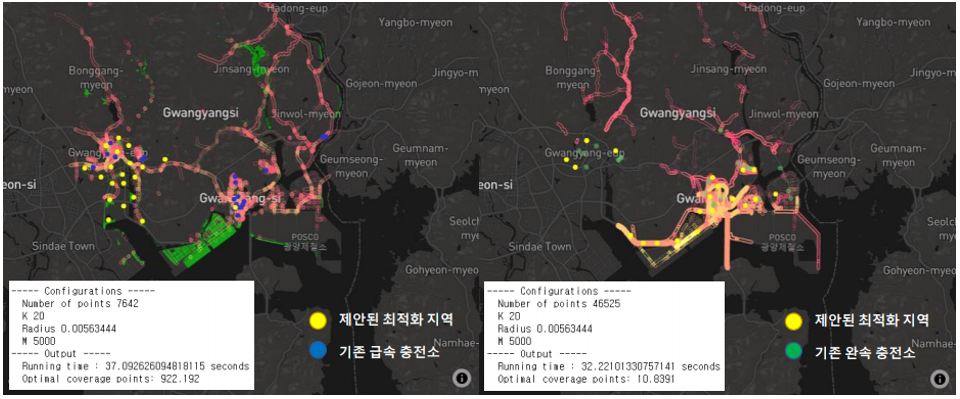 Hadong-eup
Yangbo-myeon
Bonggang-
myeon
Jinsang-myeon
Gojeon-myeon
Jingyo-m
myeon
Gwangyangsi
Jinwol-myeon
Geumseong-
myeon
Geumnam-
myeon
eon-si
Sindae Town
POSCO
광양제철소
Seolch
myeo
Gohyeon-myeo
Namhae-
----- Configurations -----
Number of points 7642
K 20
Radius 0.00563444
M 5000
----- Output -----
Running time : 37.092626094818115 seconds
Optimal coverage points: 922.192
제안된 최적화 지역
기존 급속 충전소
Hadong-eup
Yangbo-myeon
Bonggang-
myeon
Jinsang-myeon
Gojeon-myeon
Jingyo-m
myeon
Gwangyangsi
Jinwol-myeon
Geumseong-
myeon
Geumnam-
myeon
eon-si
Sindae Town
POSCO
광양제철소
Seolc
myeo
Gohyeon-myeo
Namhae-
----- Configurations -----
Number of points 46525
K 20
Radius 0.00563444
M 5000
----- Output -----
Running time : 32.22101330757141 seconds
Optimal coverage points: 10.8391
제안된 최적화 지역
기존 완속 충전소